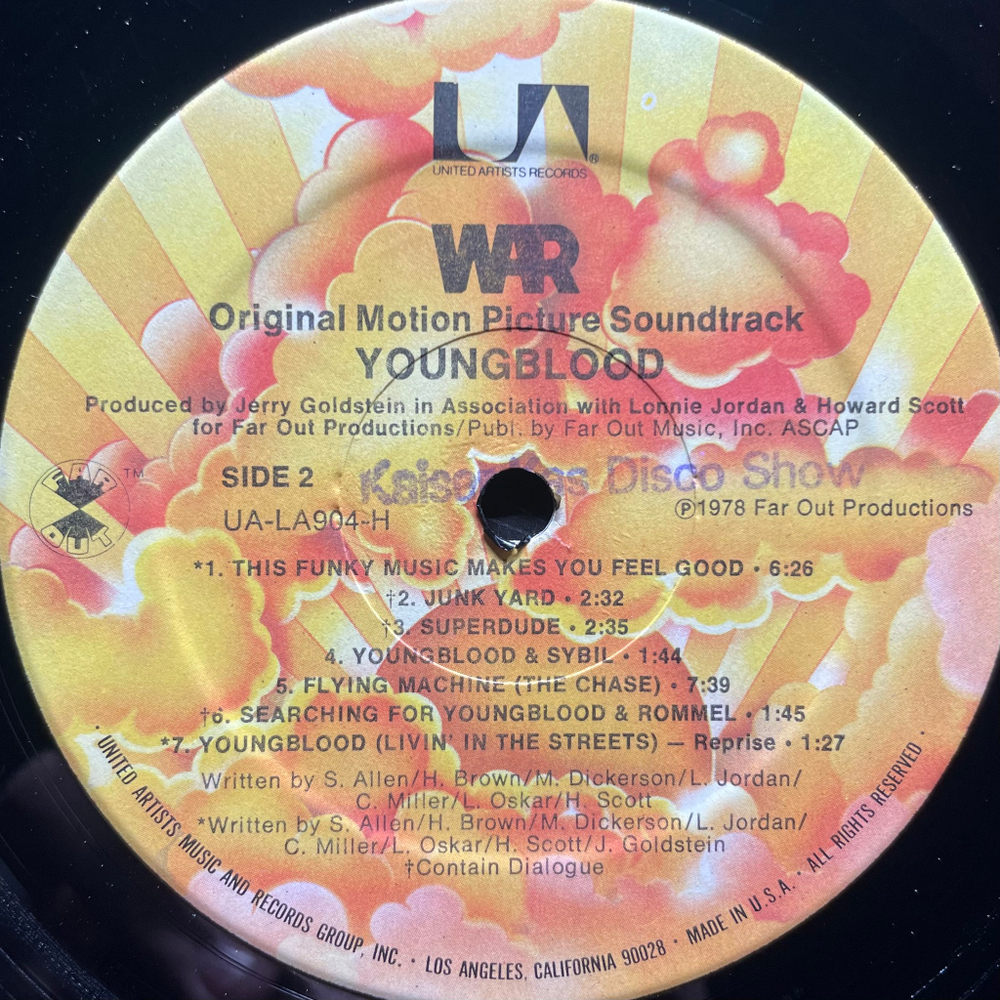 UA®
UNITED ARTISTS RECORDS
WAR
Original Motion Picture Soundtrack
YOUNGBLOOD
Produced by Jerry Goldstein in Association with Lonnie Jordan & Howard Scott
for Far Out Productions/Publ. by Far Out Music, Inc. ASCAP
FAR OUT ™
SIDE 2
Disco Show
UA-LA904-H
℗1978 Far Out Productions
*1. THIS FUNKY MUSIC MAKES YOU FEEL GOOD • 6:26
†2. JUNK YARD • 2:32
†3. SUPERDUDE • 2:35
4. YOUNGBLOOD & SYBIL • 1:44
5. FLYING MACHINE (THE CHASE) • 7:39
†6. SEARCHING FOR YOUNGBLOOD & ROMMEL • 1:45
*7. YOUNGBLOOD (LIVIN' IN THE STREETS) — Reprise • 1:27
Written by S. Allen/H. Brown/M. Dickerson/L. Jordan/
C. Miller/L. Oskar/H. Scott
*Written by S. Allen/H. Brown/M. Dickerson/L. Jordan/
C. Miller/L. Oskar/H. Scott/J. Goldstein
†Contain Dialogue
· UNITED ARTISTS MUSIC AND RECORDS GROUP, INC. · LOS ANGELES, CALIFORNIA 90028 · MADE IN U.S.A. · ALL RIGHTS RESERVED ·